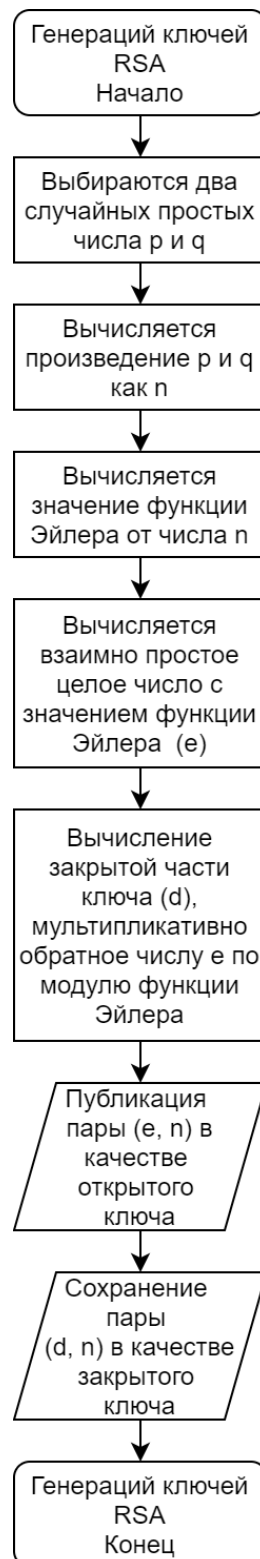 Генераций ключей
RSA
Начало
Выбираются два
случайных простых
числа p и q
Вычисляется
произведение p и q
как n
Вычисляется
значение функции
Эйлера от числа n
Вычисляется
взаимно простое
целое число с
значением функции
Эйлера (e)
Вычисление
закрытой части
ключа (d),
мультипликативно
обратное числу e по
модулю функции
Эйлера
Публикация
пары (e, n) в
качестве
открытого
ключа
Сохранение
пары
(d, n) в качестве
закрытого
ключа
Генераций ключей
RSA
Конец